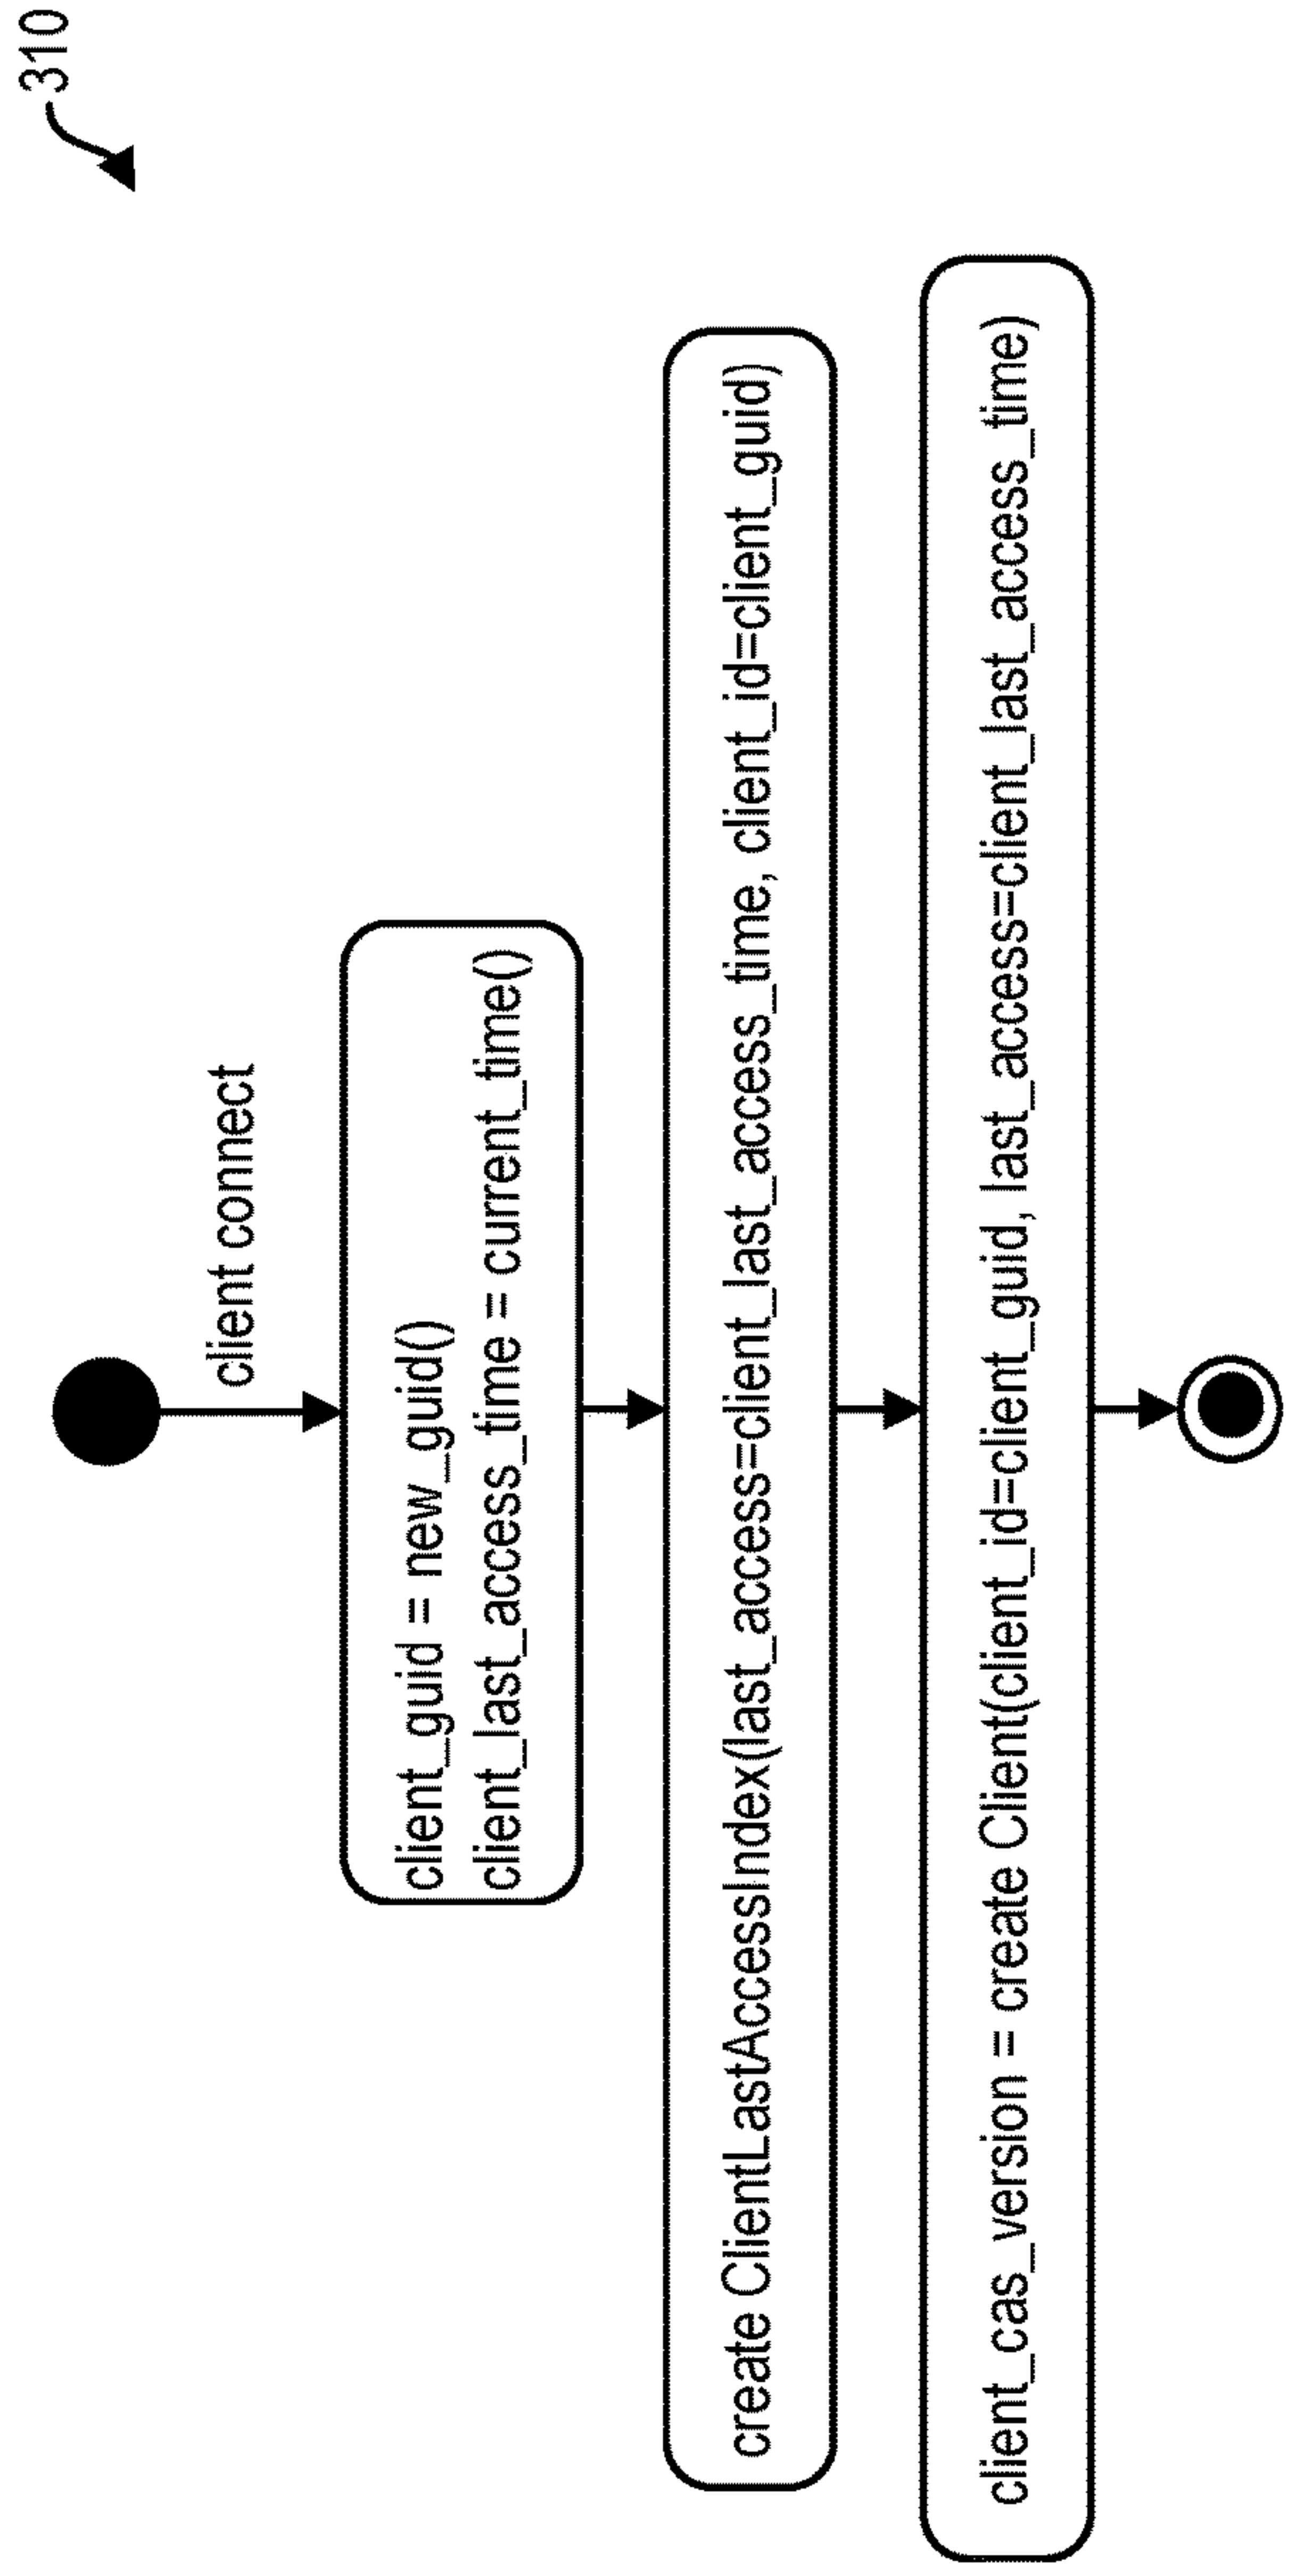 310
client connect
client_guid = new_guid()
client_last_access_time = current_time()
create ClientLastAccessIndex(last_access=client_last_access_time, client_id=client_guid)
client_cas_version = create Client(client_id=client_guid, last_access=client_last_access_time)